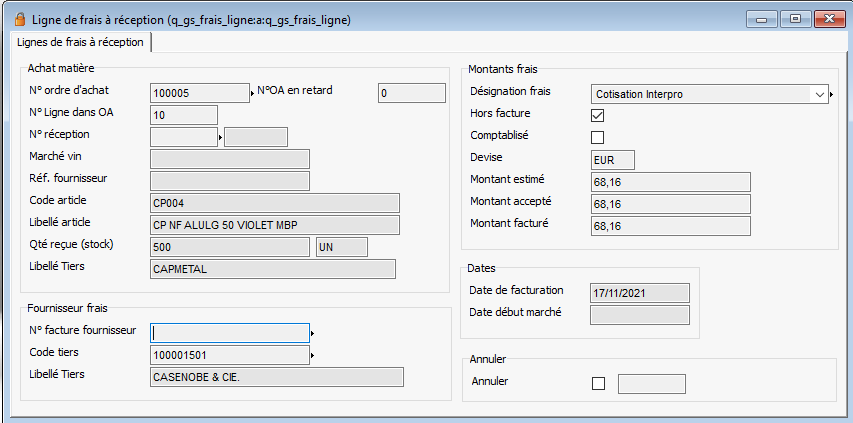 Ligne de frais à réception (q_gs_frais_ligne:a:q_gs_frais_ligne)
Lignes de frais à réception
Achat matière
N° ordre d'achat 100005 N°OA en retard 0
N° Ligne dans OA 10
N° réception
Marché vin
Réf. fournisseur
Code article CP004
Libellé article CP NF ALULG 50 VIOLET MBP
Qté reçue (stock) 500 UN
Libellé Tiers CAPMETAL
Fournisseur frais
N° facture fournisseur
Code tiers 100001501
Libellé Tiers CASENOBE & CIE.
Montants frais
Désignation frais Cotisation Interpro
Hors facture
Comptablisé
Devise EUR
Montant estimé 68,16
Montant accepté 68,16
Montant facturé 68,16
Dates
Date de facturation 17/11/2021
Date début marché
Annuler
Annuler